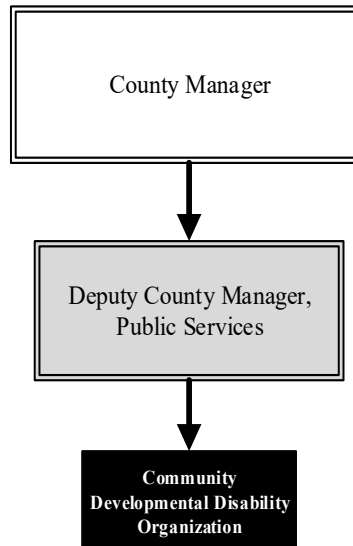 County Manager
Deputy County Manager,
Public Services
Community
Developmental Disability
Organization